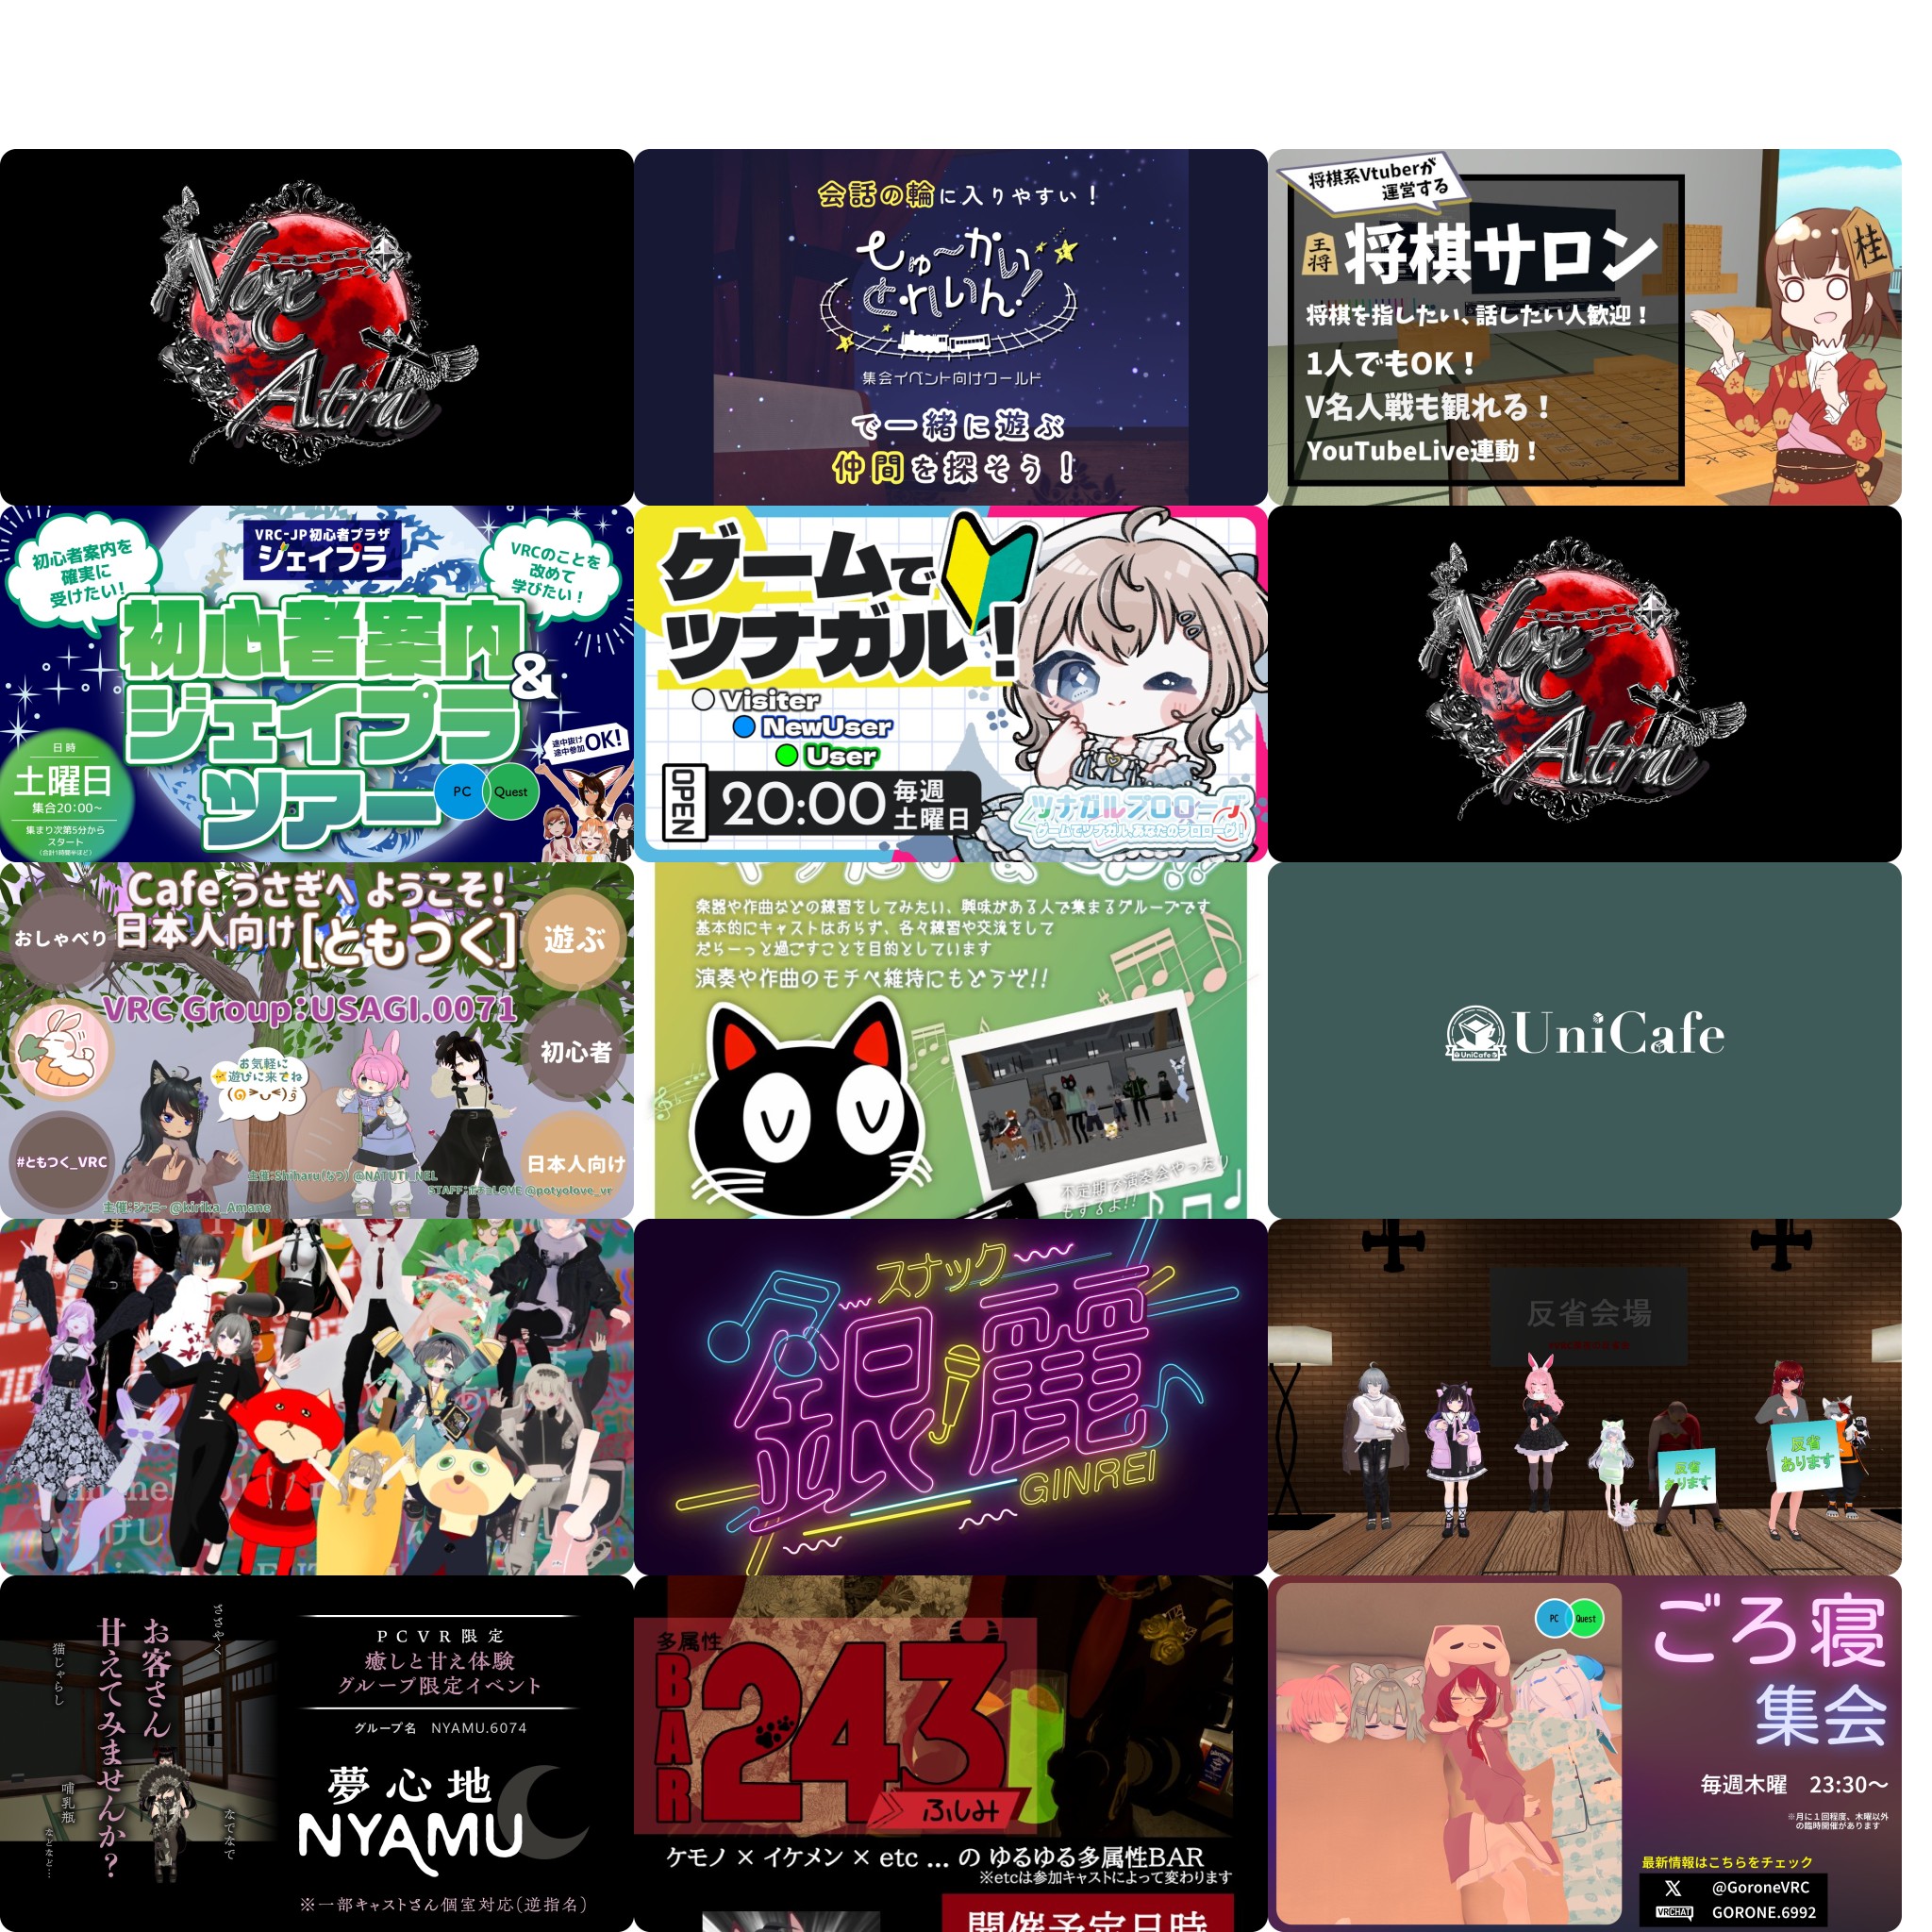 Vox
C
Atra
会話の輪に入りやすい！
ちゅ〜かい
とれいん!
集会イベント向けワールド
で一緒に遊ぶ
仲間を探そう！
将棋系Vtuberが
運営する
王将
将棋サロン
将棋を指したい、話したい人歓迎！
1人でもOK！
V名人戦も観れる！
YouTubeLive連動！
桂
初心者案内を
確実に
受けたい!
VRC-JP初心者プラザ
ジェイプラ
VRCのことを
改めて
学びたい！
初心者案内
&
ジェイプラ
ツアー
日時
土曜日
集合20:00~
集まり次第5分から
スタート
(合計1時間半ほど)
PC
Quest
途中抜け
途中参加 OK!
ゲームで
ツナガル！
Visiter
NewUser
User
OPEN
20:00 毎週
土曜日
ツナガルプロローグ
ゲームでツナガル、あなたのプロローグ！
Vox
C
Atra
Cafe うさぎへ ようこそ!
日本人向け[ともつく]
おしゃべり
遊ぶ
VRC Group:USAGI.0071
初心者
お気軽に
遊びに来てね
#ともつく_VRC
日本人向け
主催:Shiharu(なつ) @NATUTI_NEL
STAFF:ポチョLOVE @potyolove_vr
主催:ジェミー @kirika_Amane
楽器や作曲などの練習をしてみたい、興味がある人で集まるグループです
基本的にキャストはおらず、各々練習や交流をして
だらーっと過ごすことを目的としています
演奏や作曲のモチベ維持にもどうぞ!!
不定期で演奏会やったり
もするよ!!
UniCafe
UniCafe
スナック
銀麗
GINREI
反省会場
反省
あります
反省
あります
ささやく
お客さん
甘えてみませんか？
猫じゃらし
哺乳瓶
なでなで
などなど…
PCVR限定
癒しと甘え体験
グループ限定イベント
グループ名 NYAMU.6074
夢心地
NYAMU
※一部キャストさん個室対応(逆指名)
多属性
BAR
243
ふしみ
ケモノ × イケメン × etc ... の ゆるゆる多属性BAR
※etcは参加キャストによって変わります
開催予定日時
PC
Quest
ごろ寝
集会
毎週木曜 23:30〜
※月に１回程度、木曜以外
の臨時開催があります
最新情報はこちらをチェック
X @GoroneVRC
VRCHAT GORONE.6992